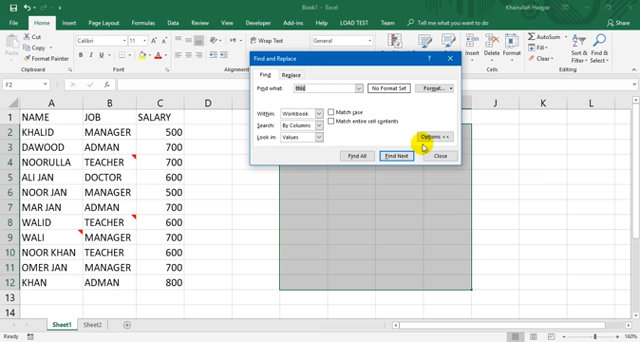 Book1 - Excel
Khairullah Haqyar
File Home Insert Page Layout Formulas Data Review View Developer Add-ins Help LOAD TEST Team Tell me what you want to do Share
Cut
Copy
Format Painter
Clipboard
Calibri 11
B I U
Font
Wrap Text
General
AutoSum
Fill
Clear
Sort & Filter
Find & Select
Editing
F2
Find and Replace
Find Replace
Find what: this No Format Set Format...
Within: Workbook Match case
Search: By Columns Match entire cell contents
Look in: Values Options <<
Find All Find Next Close
A B C D E J K L
1 NAME JOB SALARY
2 KHALID MANAGER 500
3 DAWOOD ADMAN 700
4 NOORULLA TEACHER 700
5 ALI JAN DOCTOR 600
6 NOOR JAN MANAGER 500
7 MAR JAN ADMAN 700
8 WALID TEACHER 600
9 WALI MANAGER 700
10 NOOR KHAN TEACHER 600
11 OMER JAN MANAGER 700
12 KHAN ADMAN 800
13
14
Sheet1 Sheet2
Ready
160%